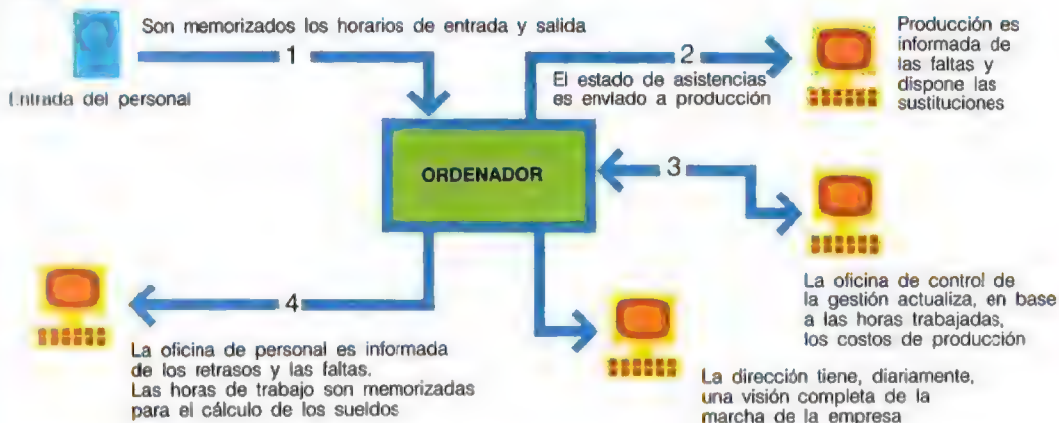 Son memorizados los horarios de entrada y salida
1
Entrada del personal
2
El estado de asistencias
es enviado a producción
Producción es
informada de
las faltas y
dispone las
sustituciones
ORDENADOR
3
La oficina de control de
la gestión actualiza, en base
a las horas trabajadas,
los costos de producción
4
La oficina de personal es informada
de los retrasos y las faltas.
Las horas de trabajo son memorizadas
para el cálculo de los sueldos
La dirección tiene, diariamente,
una visión completa de la
marcha de la empresa